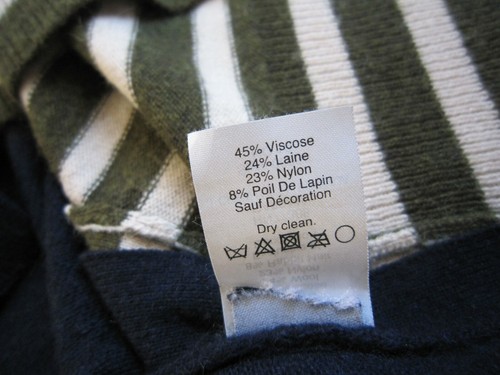 45% Viscose
24% Laine
23% Nylon
8% Poil De Lapin
Sauf Décoration
Dry clean.